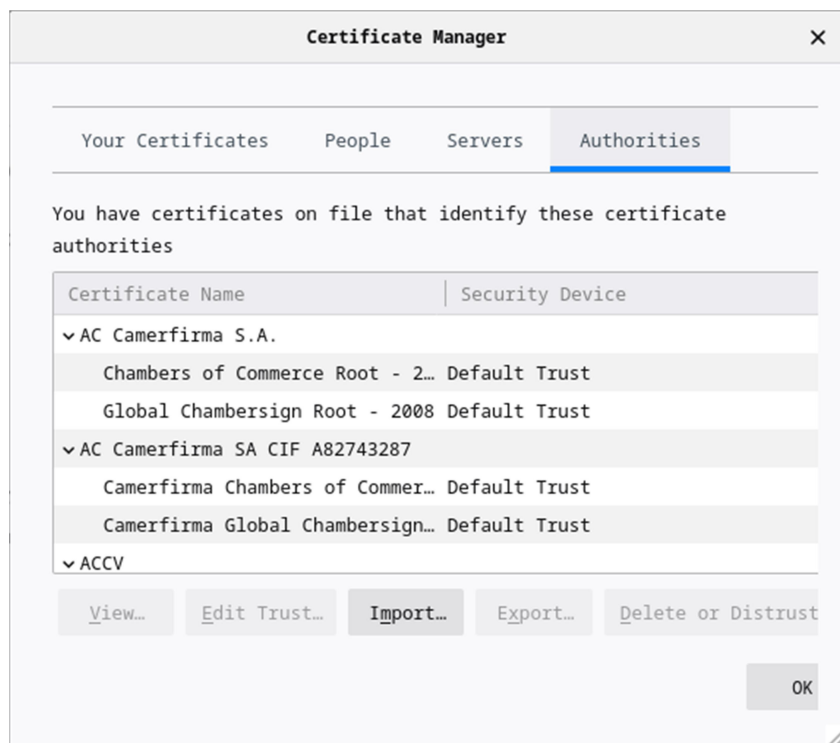 Certificate Manager
Your Certificates People Servers Authorities
You have certificates on file that identify these certificate
authorities
Certificate Name Security Device
AC Camerfirma S.A.
Chambers of Commerce Root - 2… Default Trust
Global Chambersign Root - 2008 Default Trust
AC Camerfirma SA CIF A82743287
Camerfirma Chambers of Commer… Default Trust
Camerfirma Global Chambersign… Default Trust
ACCV
View… Edit Trust… Import… Export… Delete or Distrust
OK